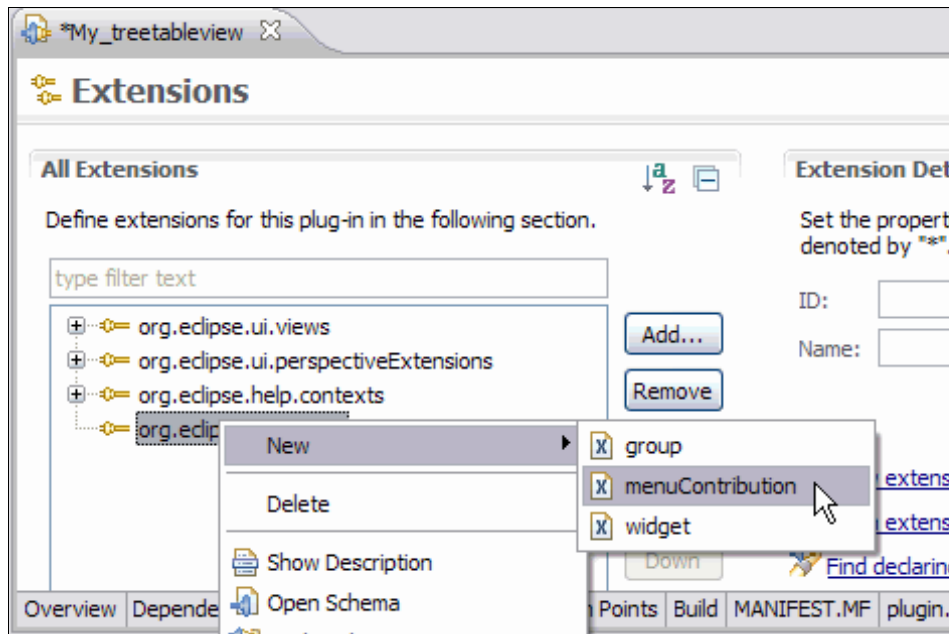 *My_treetableview
Extensions
All Extensions
Extension Det
Define extensions for this plug-in in the following section.
Set the propert
denoted by "*".
type filter text
ID:
Name:
org.eclipse.ui.views
org.eclipse.ui.perspectiveExtensions
org.eclipse.help.contexts
org.eclip
Add...
Remove
Down
New
Delete
Show Description
Open Schema
group
menuContribution
widget
extens
extens
Find declaring
Overview Depende Points Build MANIFEST.MF plugin.